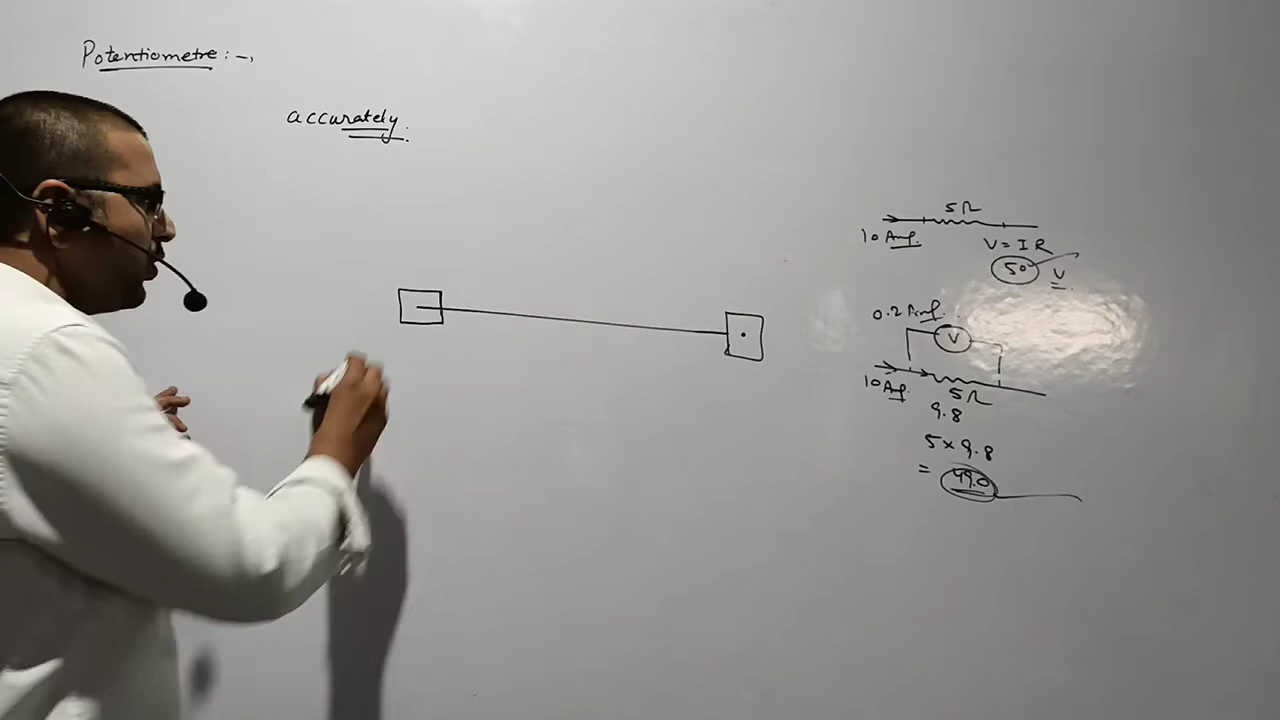 Potentiometre :-,
accurately.
5Ω
10 Amp.
V = I R
50 V
0.2 Amp.
V
10 Amp.
5Ω
9.8
5 × 9.8
= 49.0